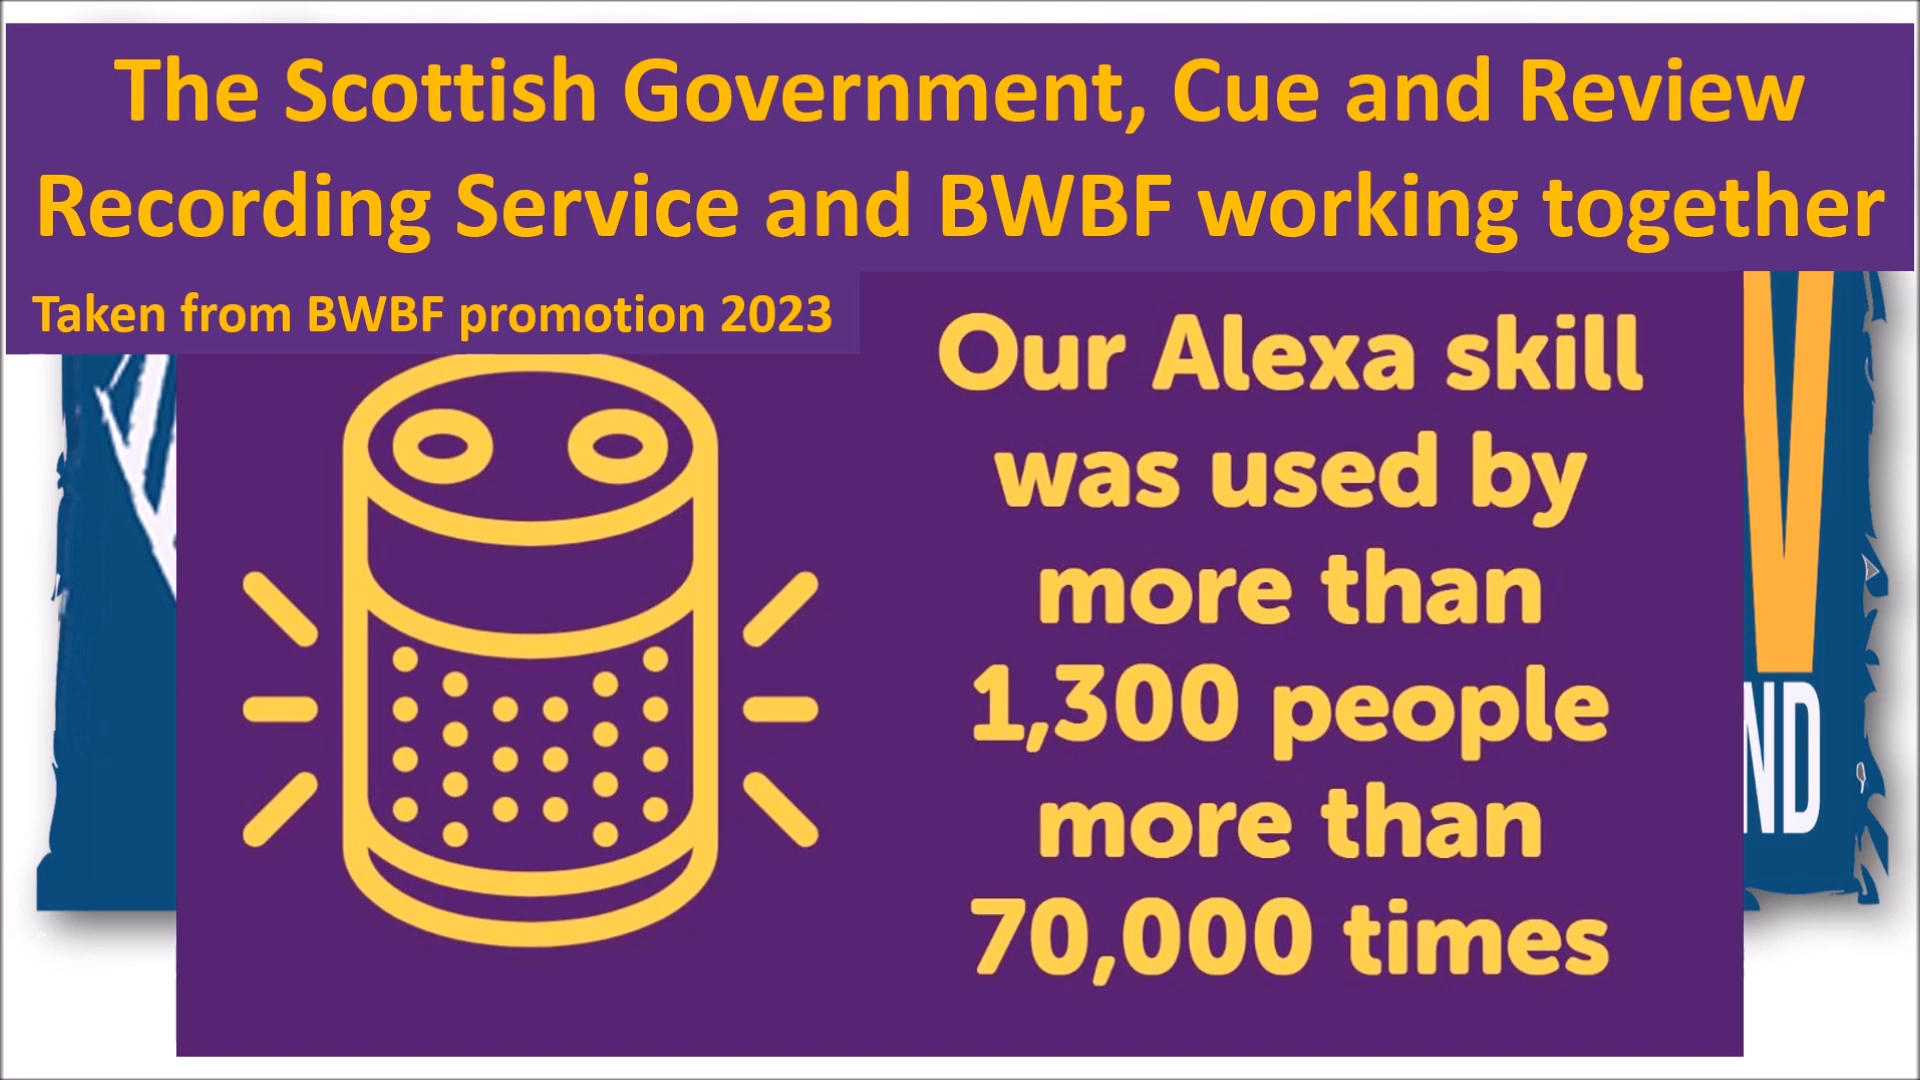 The Scottish Government, Cue and Review
Recording Service and BWBF working together
Taken from BWBF promotion 2023
Our Alexa skill
was used by
more than
1,300 people
more than
70,000 times
ND